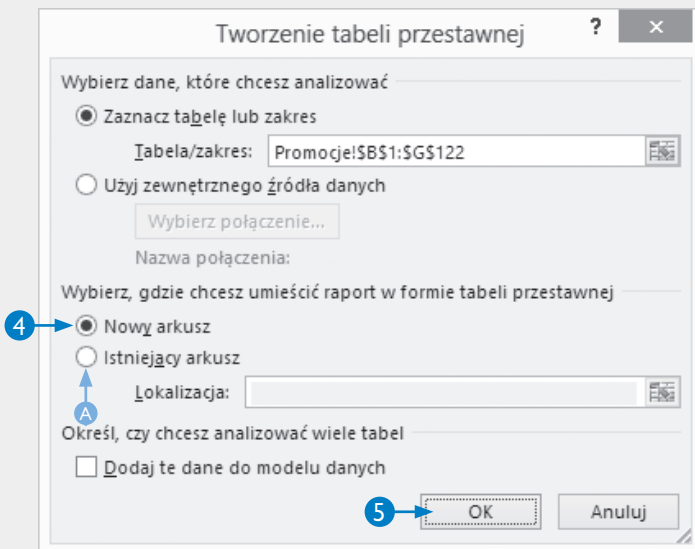 Tworzenie tabeli przestawnej ? ×
Wybierz dane, które chcesz analizować
Zaznacz tabelę lub zakres
Tabela/zakres: Promocje!$B$1:$G$122
Użyj zewnętrznego źródła danych
Wybierz połączenie...
Nazwa połączenia:
Wybierz, gdzie chcesz umieścić raport w formie tabeli przestawnej
4 Nowy arkusz
Istniejący arkusz
Lokalizacja:
A
Określ, czy chcesz analizować wiele tabel
Dodaj te dane do modelu danych
5 OK Anuluj